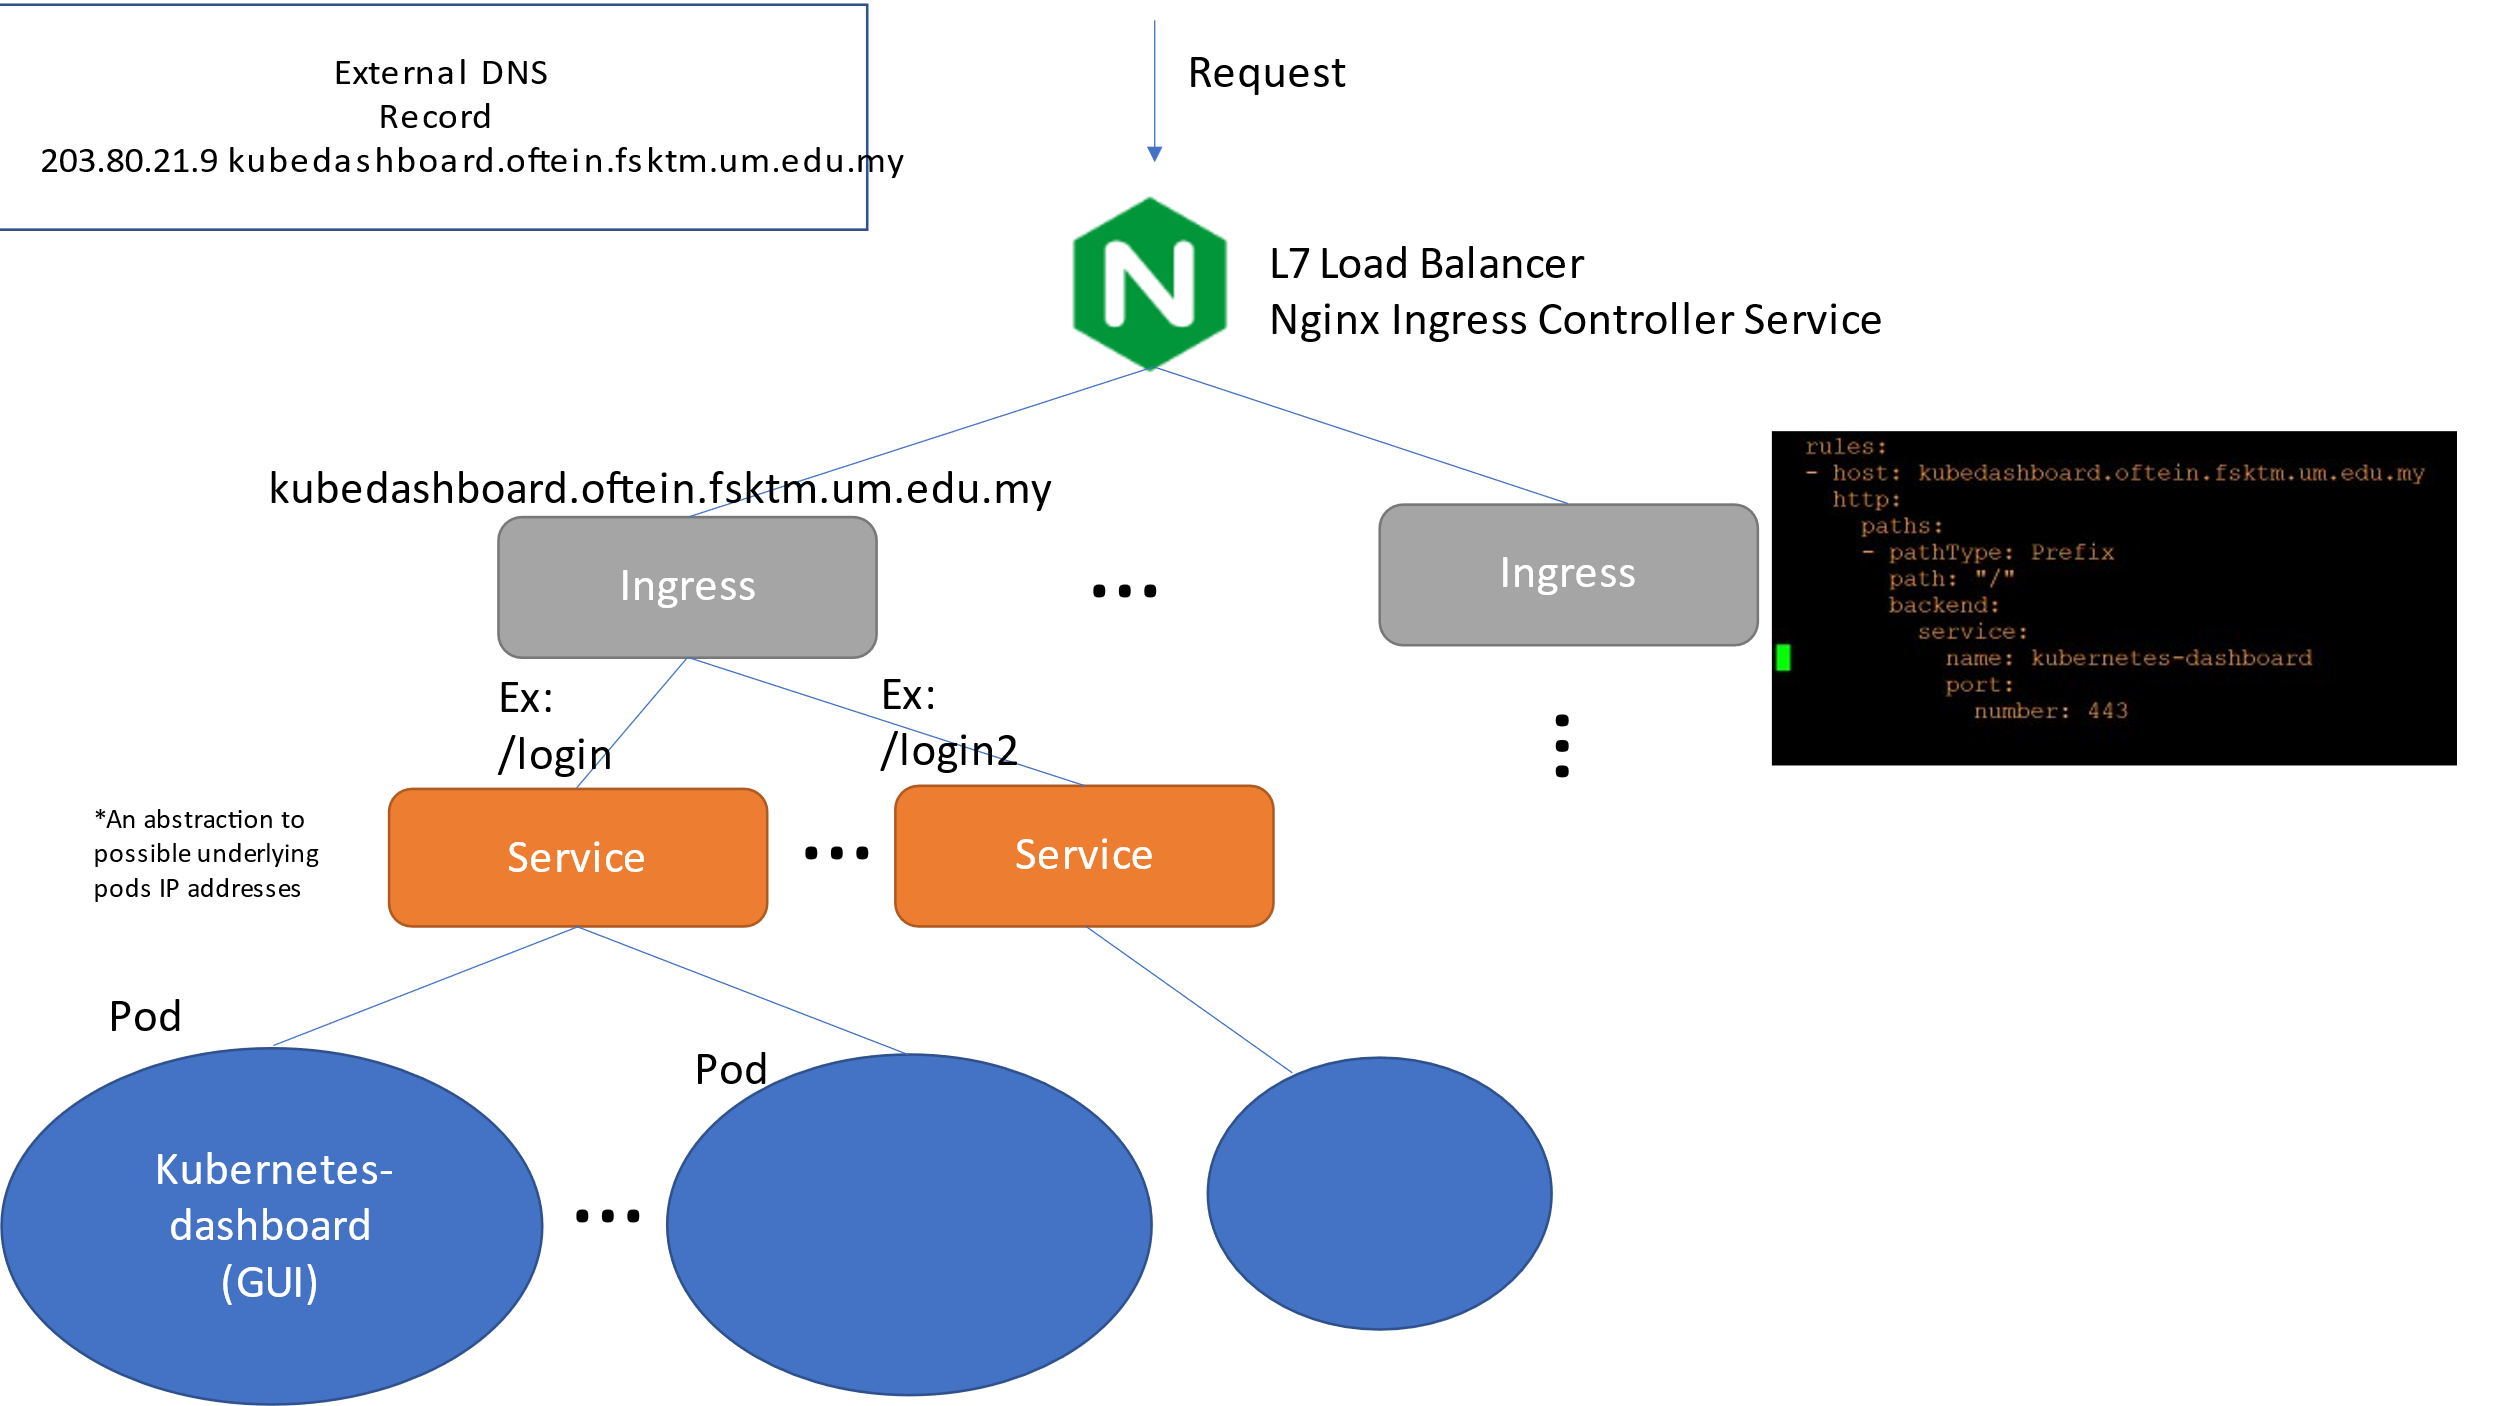 External DNS
Record
203.80.21.9 kubedashboard.oftein.fsktm.um.edu.my
Request
L7 Load Balancer
Nginx Ingress Controller Service
kubedashboard.oftein.fsktm.um.edu.my
Ingress
...
Ingress
rules:
- host: kubedashboard.oftein.fsktm.um.edu.my
http:
paths:
- pathType: Prefix
path: "/"
backend:
service:
name: kubernetes-dashboard
port:
number: 443
Ex:
/login
Ex:
/login2
...
*An abstraction to
possible underlying
pods IP addresses
Service
...
Service
Pod
Pod
Kubernetes-
dashboard
(GUI)
...